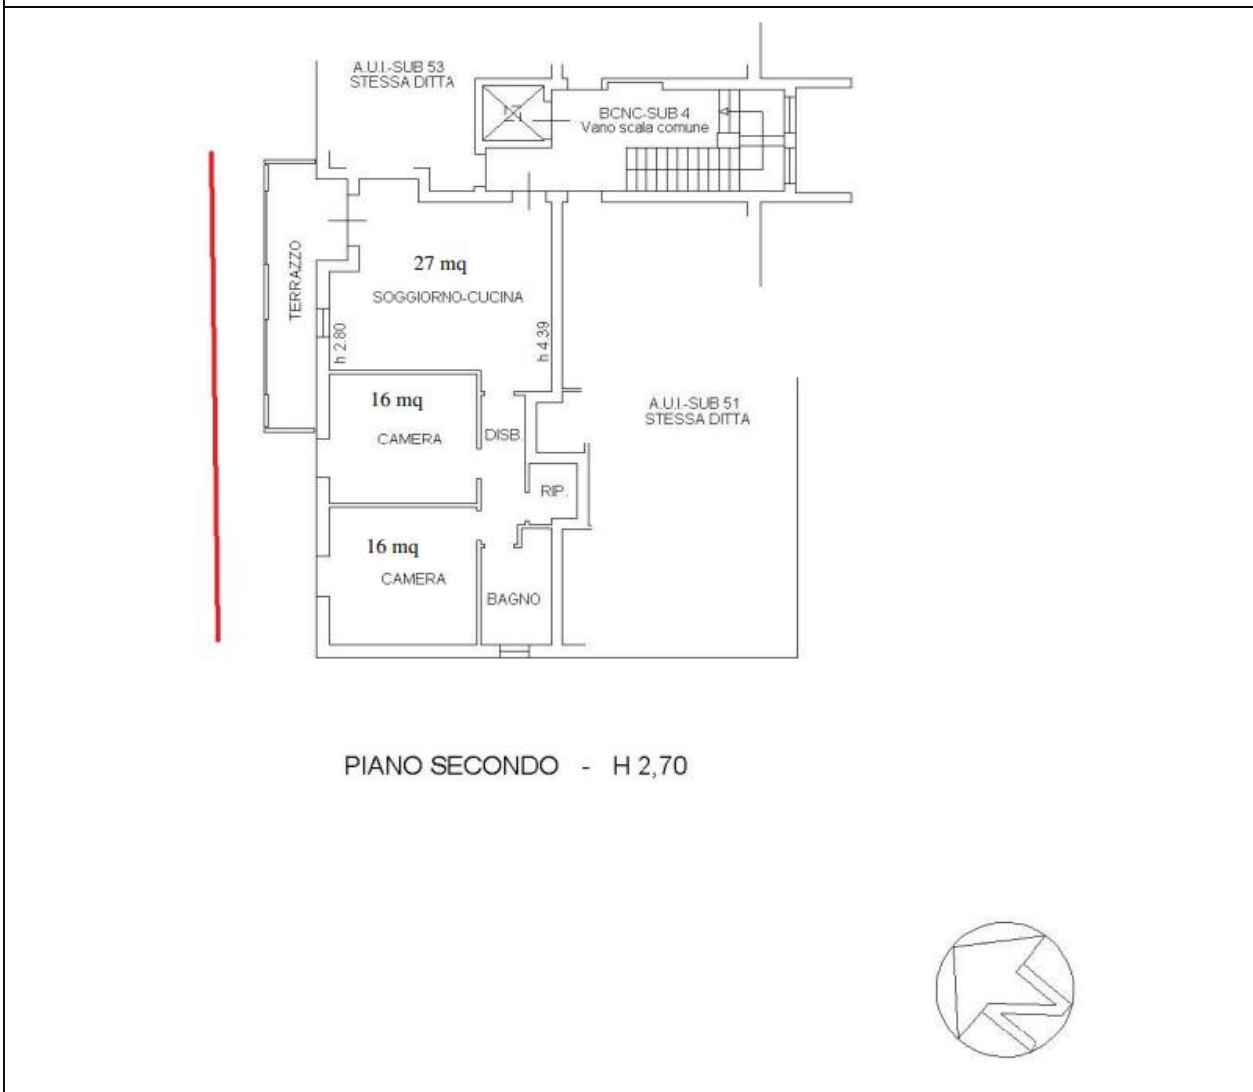 A.U.I.-SUB 53
STESSA DITTA
BCNC-SUB 4
Vano scala comune
TERRAZZO
27 mq
SOGGIORNO-CUCINA
h 2.80
h 4.39
16 mq
CAMERA
DISB.
A.U.I.-SUB 51
STESSA DITTA
RIP.
16 mq
CAMERA
BAGNO
PIANO SECONDO - H 2,70
N